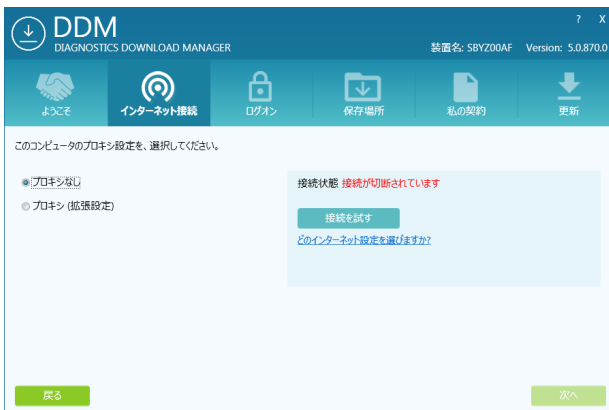 ? X
DDM
DIAGNOSTICS DOWNLOAD MANAGER
装置名: SBYZ00AF Version: 5.0.870.0
ようこそ
インターネット接続
ログオン
保存場所
私の契約
更新
このコンピュータのプロキシ設定を、選択してください。
プロキシなし
プロキシ (拡張設定)
接続状態 接続が切断されています
接続を試す
どのインターネット設定を選びますか?
戻る
次へ